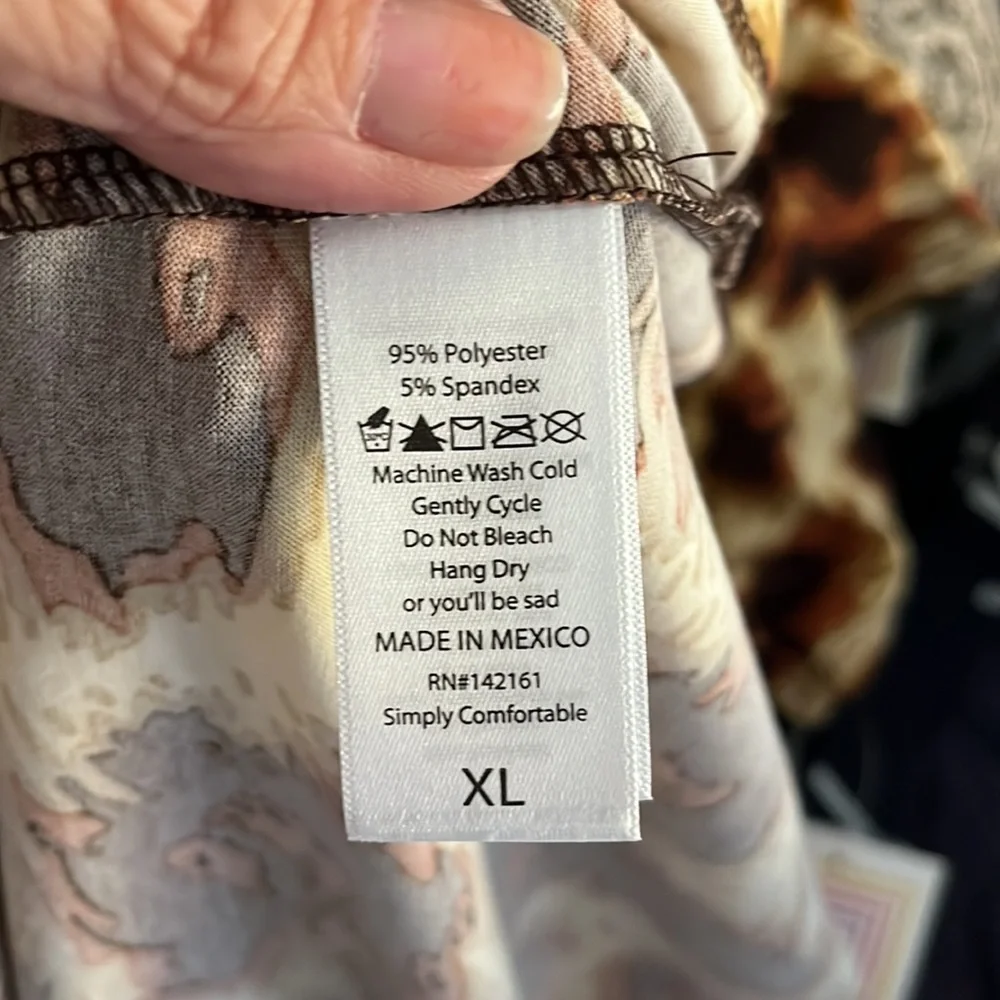 95% Polyester
5% Spandex
30°C
Machine Wash Cold
Gently Cycle
Do Not Bleach
Hang Dry
or you'll be sad
MADE IN MEXICO
RN#142161
Simply Comfortable
XL